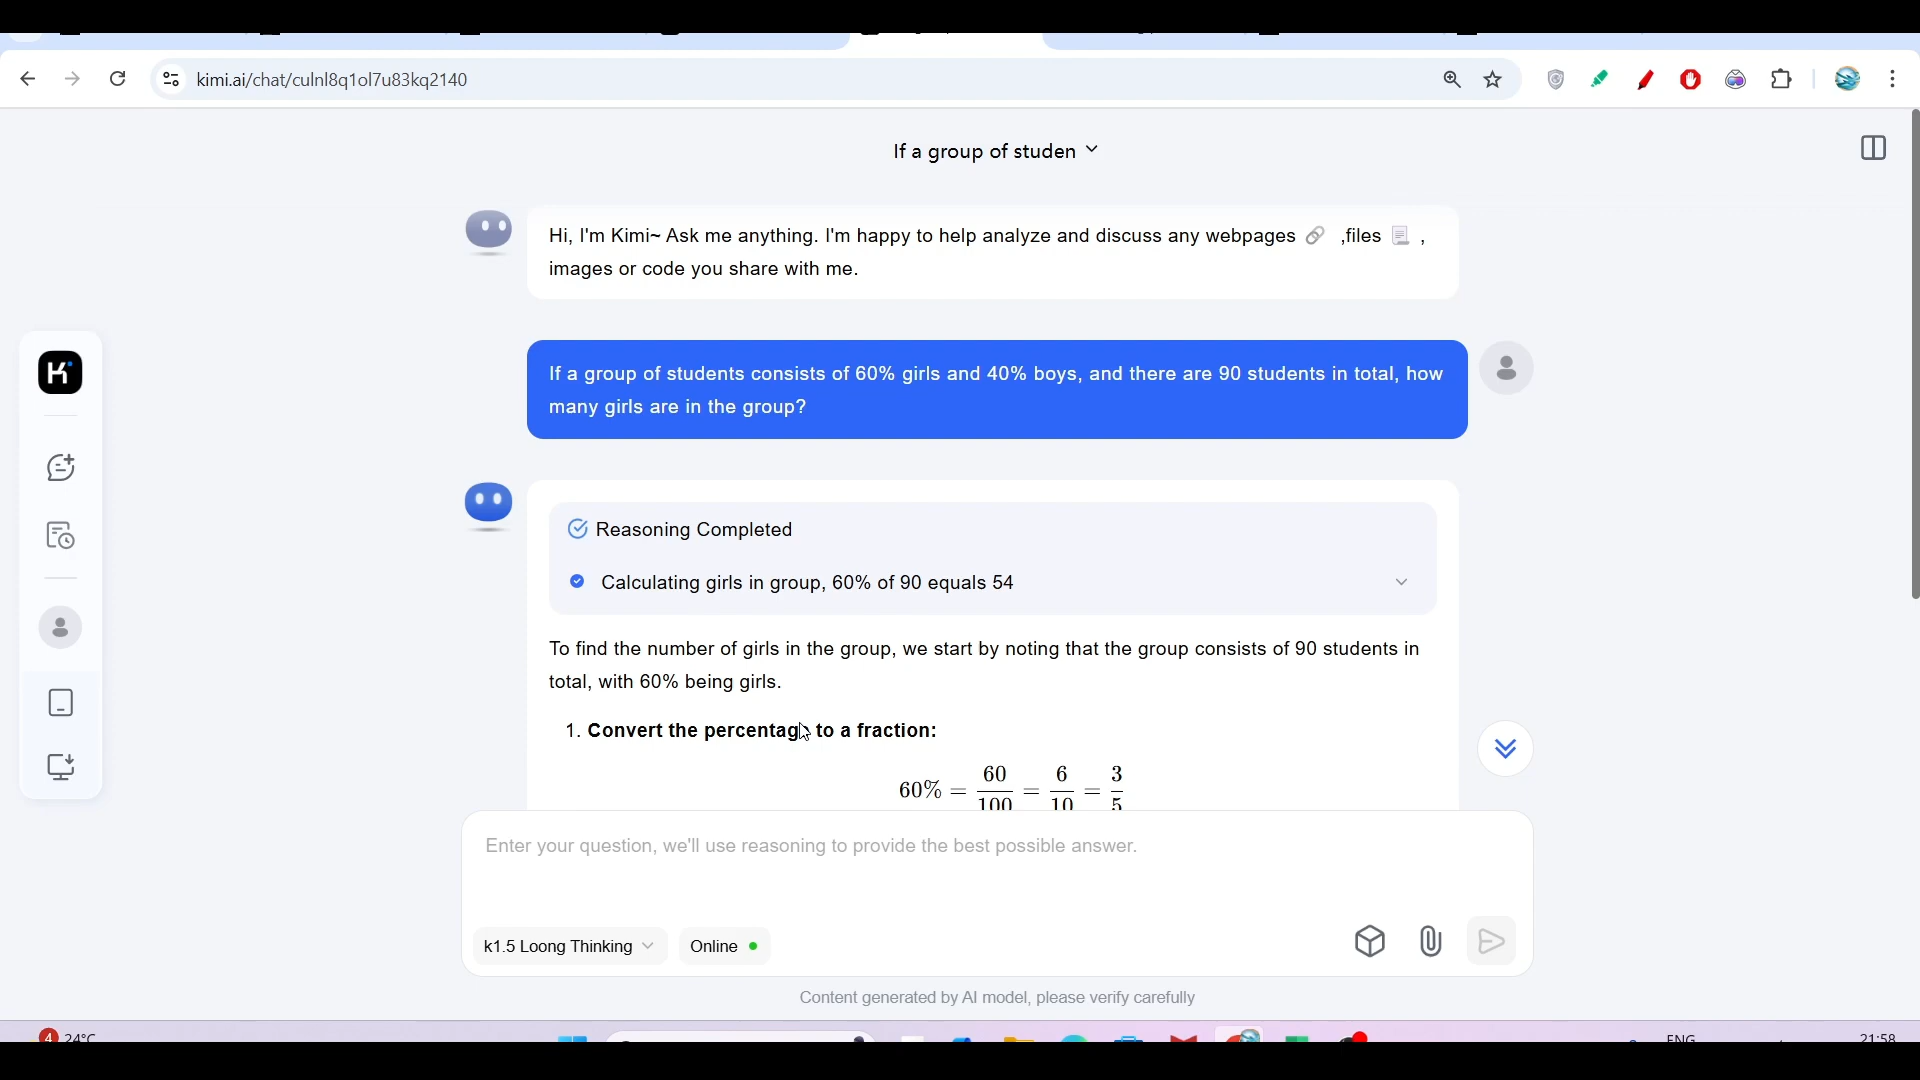 kimi.ai/chat/culnl8q1ol7u83kq2140
If a group of studen
Hi, I'm Kimi~ Ask me anything. I'm happy to help analyze and discuss any webpages 🔗 ,files 📃 ,
images or code you share with me.
If a group of students consists of 60% girls and 40% boys, and there are 90 students in total, how
many girls are in the group?
Reasoning Completed
Calculating girls in group, 60% of 90 equals 54
To find the number of girls in the group, we start by noting that the group consists of 90 students in
total, with 60% being girls.
1. Convert the percentage to a fraction:
60% = 60/100 = 6/10 = 3/5
Enter your question, we'll use reasoning to provide the best possible answer.
k1.5 Loong Thinking
Online
Content generated by AI model, please verify carefully
4
24°C
ENG
21:58